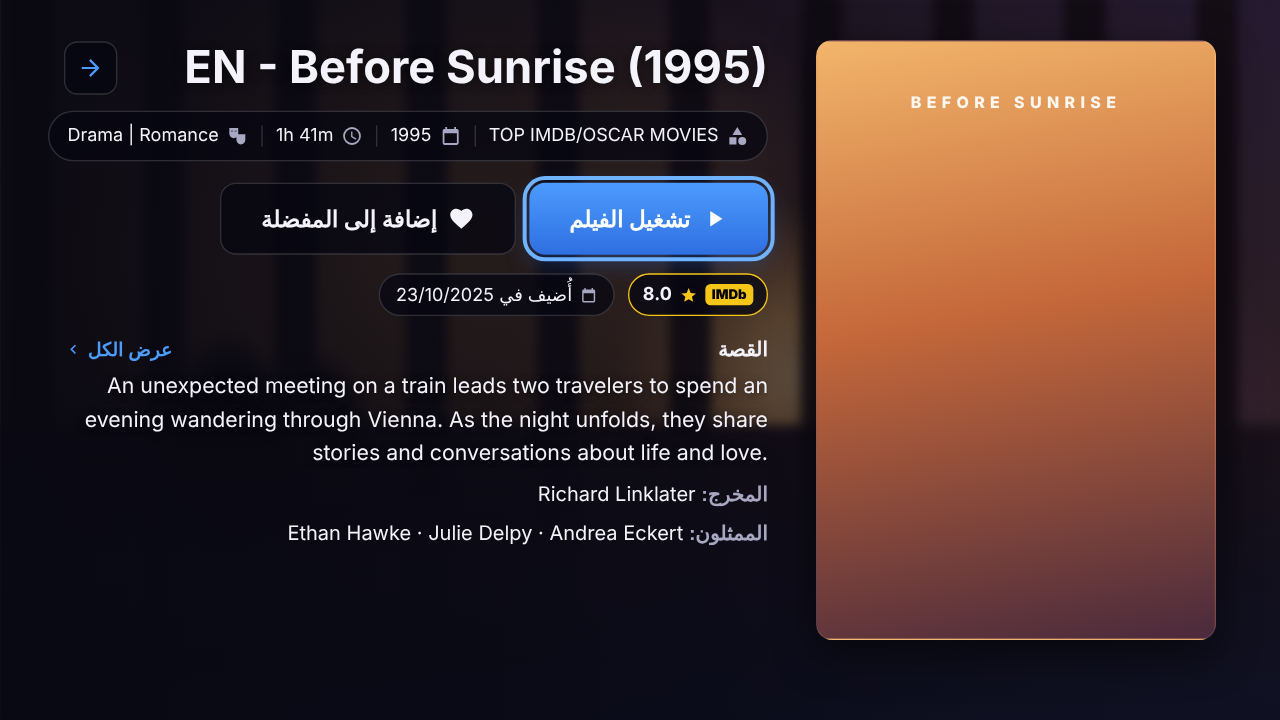 EN - Before Sunrise (1995)
BEFORE SUNRISE
TOP IMDB/OSCAR MOVIES
1995
1h 41m
Drama | Romance
تشغيل الفيلم
إضافة إلى المفضلة
IMDb 8.0
أُضيف في 23/10/2025
القصة
عرض الكل
An unexpected meeting on a train leads two travelers to spend an
evening wandering through Vienna. As the night unfolds, they share
stories and conversations about life and love.
المخرج: Richard Linklater
الممثلون: Ethan Hawke · Julie Delpy · Andrea Eckert